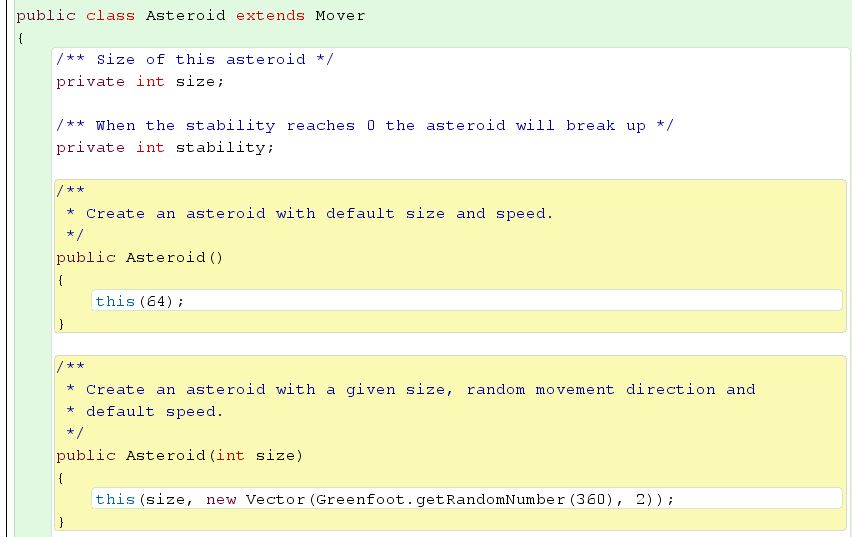 public class Asteroid extends Mover
{
/** Size of this asteroid */
private int size;
/** When the stability reaches 0 the asteroid will break up */
private int stability;
/**
* Create an asteroid with default size and speed.
*/
public Asteroid()
{
this(64);
}
/**
* Create an asteroid with a given size, random movement direction and
* default speed.
*/
public Asteroid(int size)
{
this(size, new Vector(Greenfoot.getRandomNumber(360), 2));
}